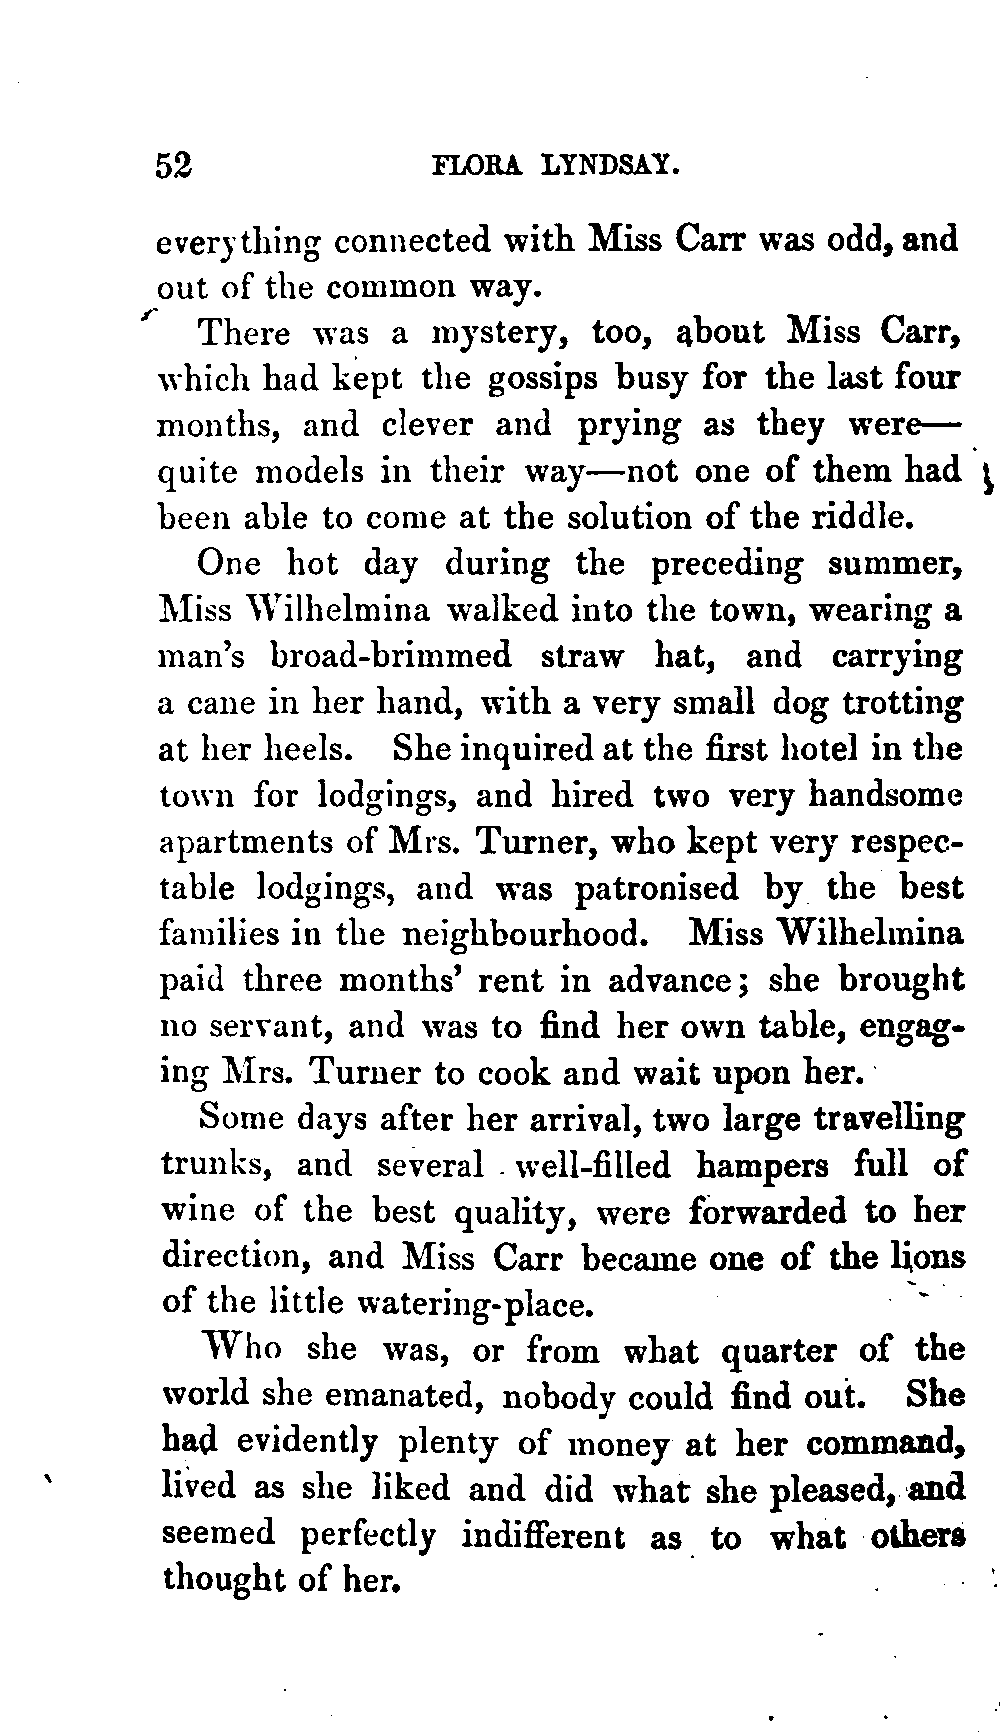 52 FLORA LYNDSAY.
everything connected with Miss Carr was odd, and
out of the common way.
There was a mystery, too, about Miss Carr,
which had kept the gossips busy for the last four
months, and clever and prying as they were—
quite models in their way—not one of them had
been able to come at the solution of the riddle.
One hot day during the preceding summer,
Miss Wilhelmina walked into the town, wearing a
man's broad-brimmed straw hat, and carrying
a cane in her hand, with a very small dog trotting
at her heels. She inquired at the first hotel in the
town for lodgings, and hired two very handsome
apartments of Mrs. Turner, who kept very respec-
table lodgings, and was patronised by the best
families in the neighbourhood. Miss Wilhelmina
paid three months' rent in advance; she brought
no servant, and was to find her own table, engag-
ing Mrs. Turner to cook and wait upon her.
Some days after her arrival, two large travelling
trunks, and several well-filled hampers full of
wine of the best quality, were forwarded to her
direction, and Miss Carr became one of the lions
of the little watering-place.
Who she was, or from what quarter of the
world she emanated, nobody could find out. She
had evidently plenty of money at her command,
lived as she liked and did what she pleased, and
seemed perfectly indifferent as to what others
thought of her.